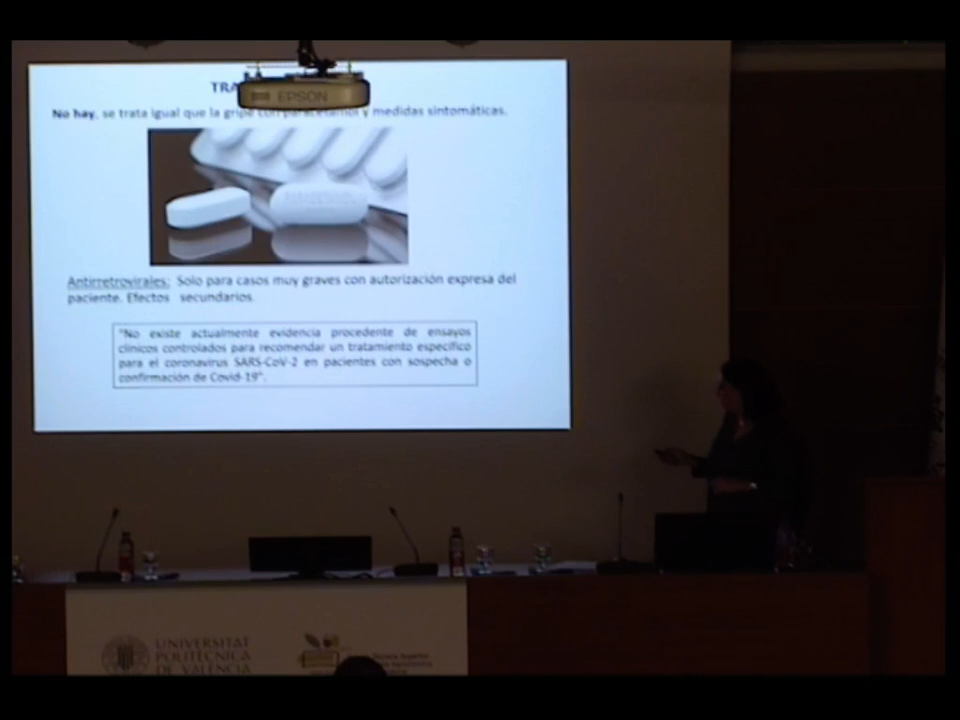 TRA
EPSON
No hay, se trata igual que la gripe con paracetamol y medidas sintomáticas.
Antirretrovirales: Solo para casos muy graves con autorización expresa del
paciente. Efectos secundarios.
"No existe actualmente evidencia procedente de ensayos
clínicos controlados para recomendar un tratamiento específico
para el coronavirus SARS-CoV-2 en pacientes con sospecha o
confirmación de Covid-19".
UNIVERSITAT
POLITÈCNICA
DE VALÈNCIA